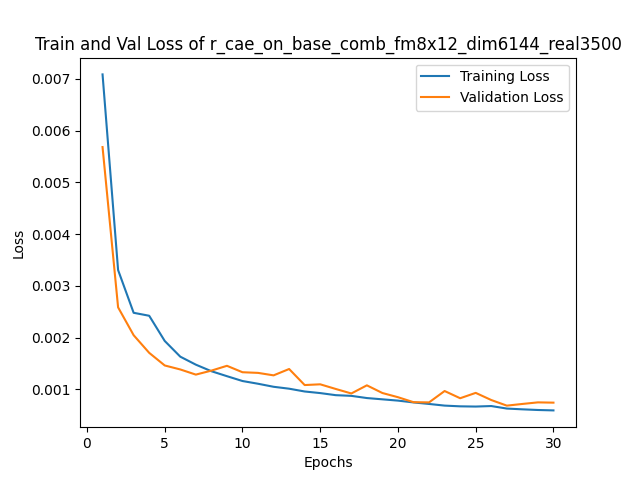 Train and Val Loss of r_cae_on_base_comb_fm8x12_dim6144_real3500
Training Loss
Validation Loss
0.007
0.006
0.005
0.004
0.003
0.002
0.001
Loss
0 5 10 15 20 25 30
Epochs